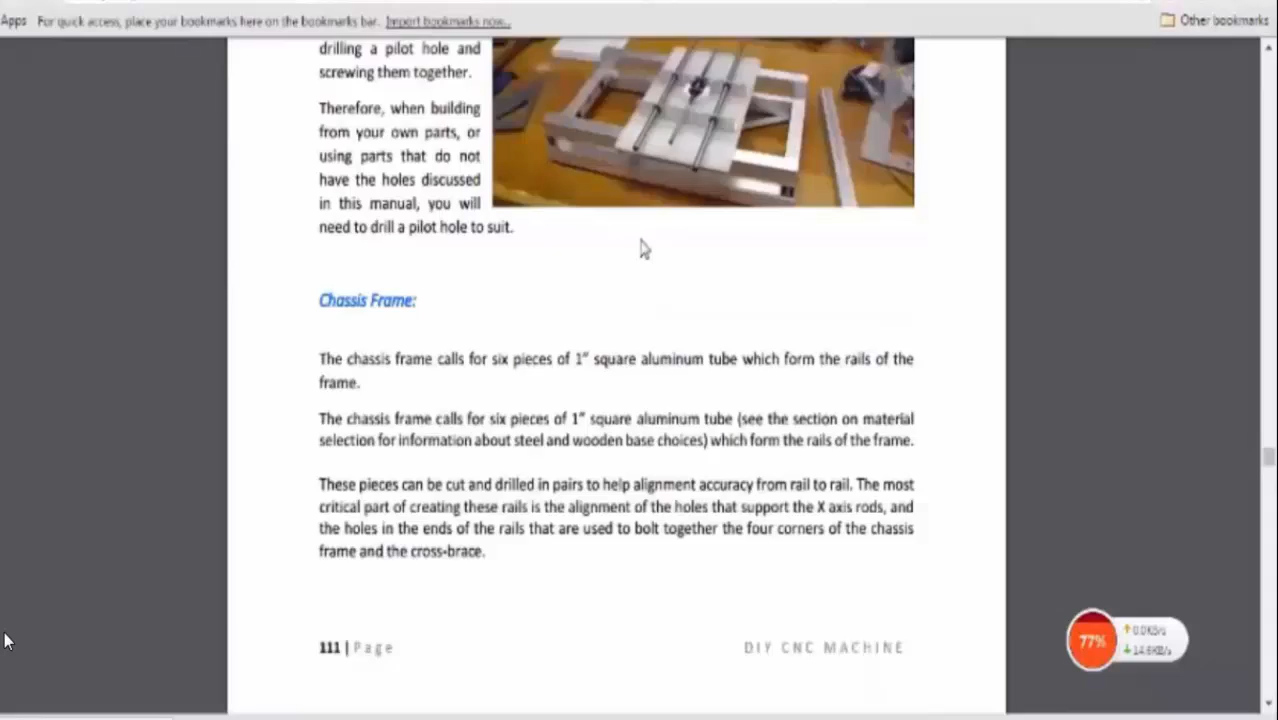 Apps For quick access, place your bookmarks here on the bookmarks bar. Import bookmarks now... Other bookmarks
drilling a pilot hole and
screwing them together.
Therefore, when building
from your own parts, or
using parts that do not
have the holes discussed
in this manual, you will
need to drill a pilot hole to suit.
Chassis Frame:
The chassis frame calls for six pieces of 1" square aluminum tube which form the rails of the
frame.
The chassis frame calls for six pieces of 1" square aluminum tube (see the section on material
selection for information about steel and wooden base choices) which form the rails of the frame.
These pieces can be cut and drilled in pairs to help alignment accuracy from rail to rail. The most
critical part of creating these rails is the alignment of the holes that support the X axis rods, and
the holes in the ends of the rails that are used to bolt together the four corners of the chassis
frame and the cross-brace.
111 | Page DIY CNC MACHINE
77% 0.0KB/s
14.6KB/s